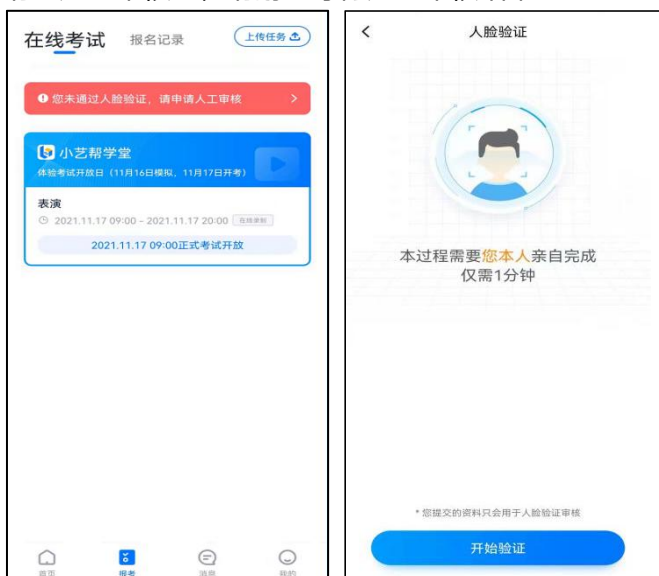 在线考试
报名记录
上传任务
您未通过人脸验证,请申请人工审核
小艺帮学堂
体验考试开放日(11月16日模拟,11月17日开考)
表演
2021.11.17 09:00 - 2021.11.17 20:00 在线录制
2021.11.17 09:00正式考试开放
首页
报考
消息
我的
人脸验证
本过程需要您本人亲自完成
仅需1分钟
* 您提交的资料只会用于人脸验证审核
开始验证